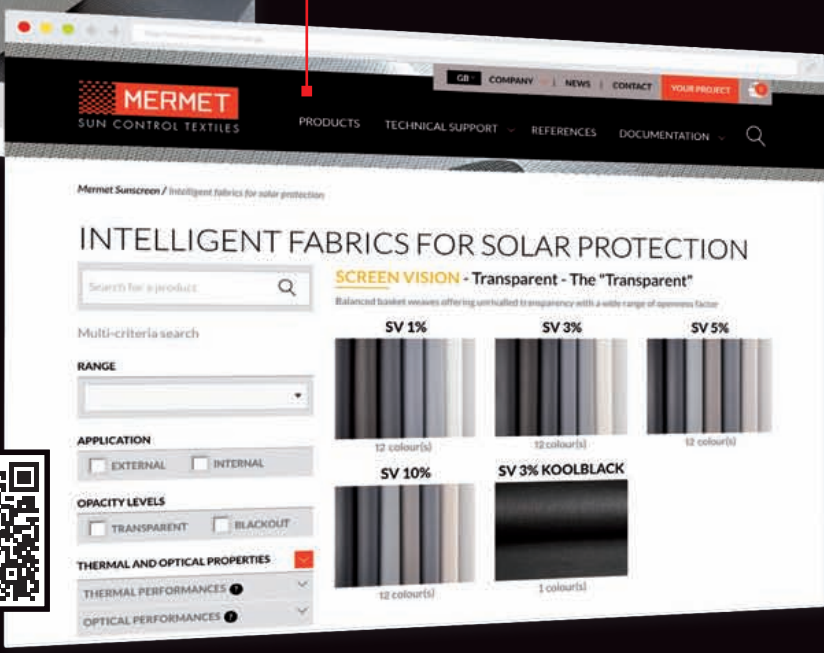 GB COMPANY | NEWS | CONTACT YOUR PROJECT
MERMET
SUN CONTROL TEXTILES
PRODUCTS TECHNICAL SUPPORT REFERENCES DOCUMENTATION
Mermet Sunscreen / Intelligent fabrics for solar protection
INTELLIGENT FABRICS FOR SOLAR PROTECTION
Search for a product
Multi-criteria search
RANGE
APPLICATION
EXTERNAL INTERNAL
OPACITY LEVELS
TRANSPARENT BLACKOUT
THERMAL AND OPTICAL PROPERTIES
THERMAL PERFORMANCES ?
OPTICAL PERFORMANCES ?
SCREEN VISION - Transparent - The "Transparent"
Balanced basket weaves offering unrivalled transparency with a wide range of openness factor
SV 1% SV 3% SV 5%
12 colour(s) 12 colour(s) 12 colour(s)
SV 10% SV 3% KOOLBLACK
12 colour(s) 1 colour(s)